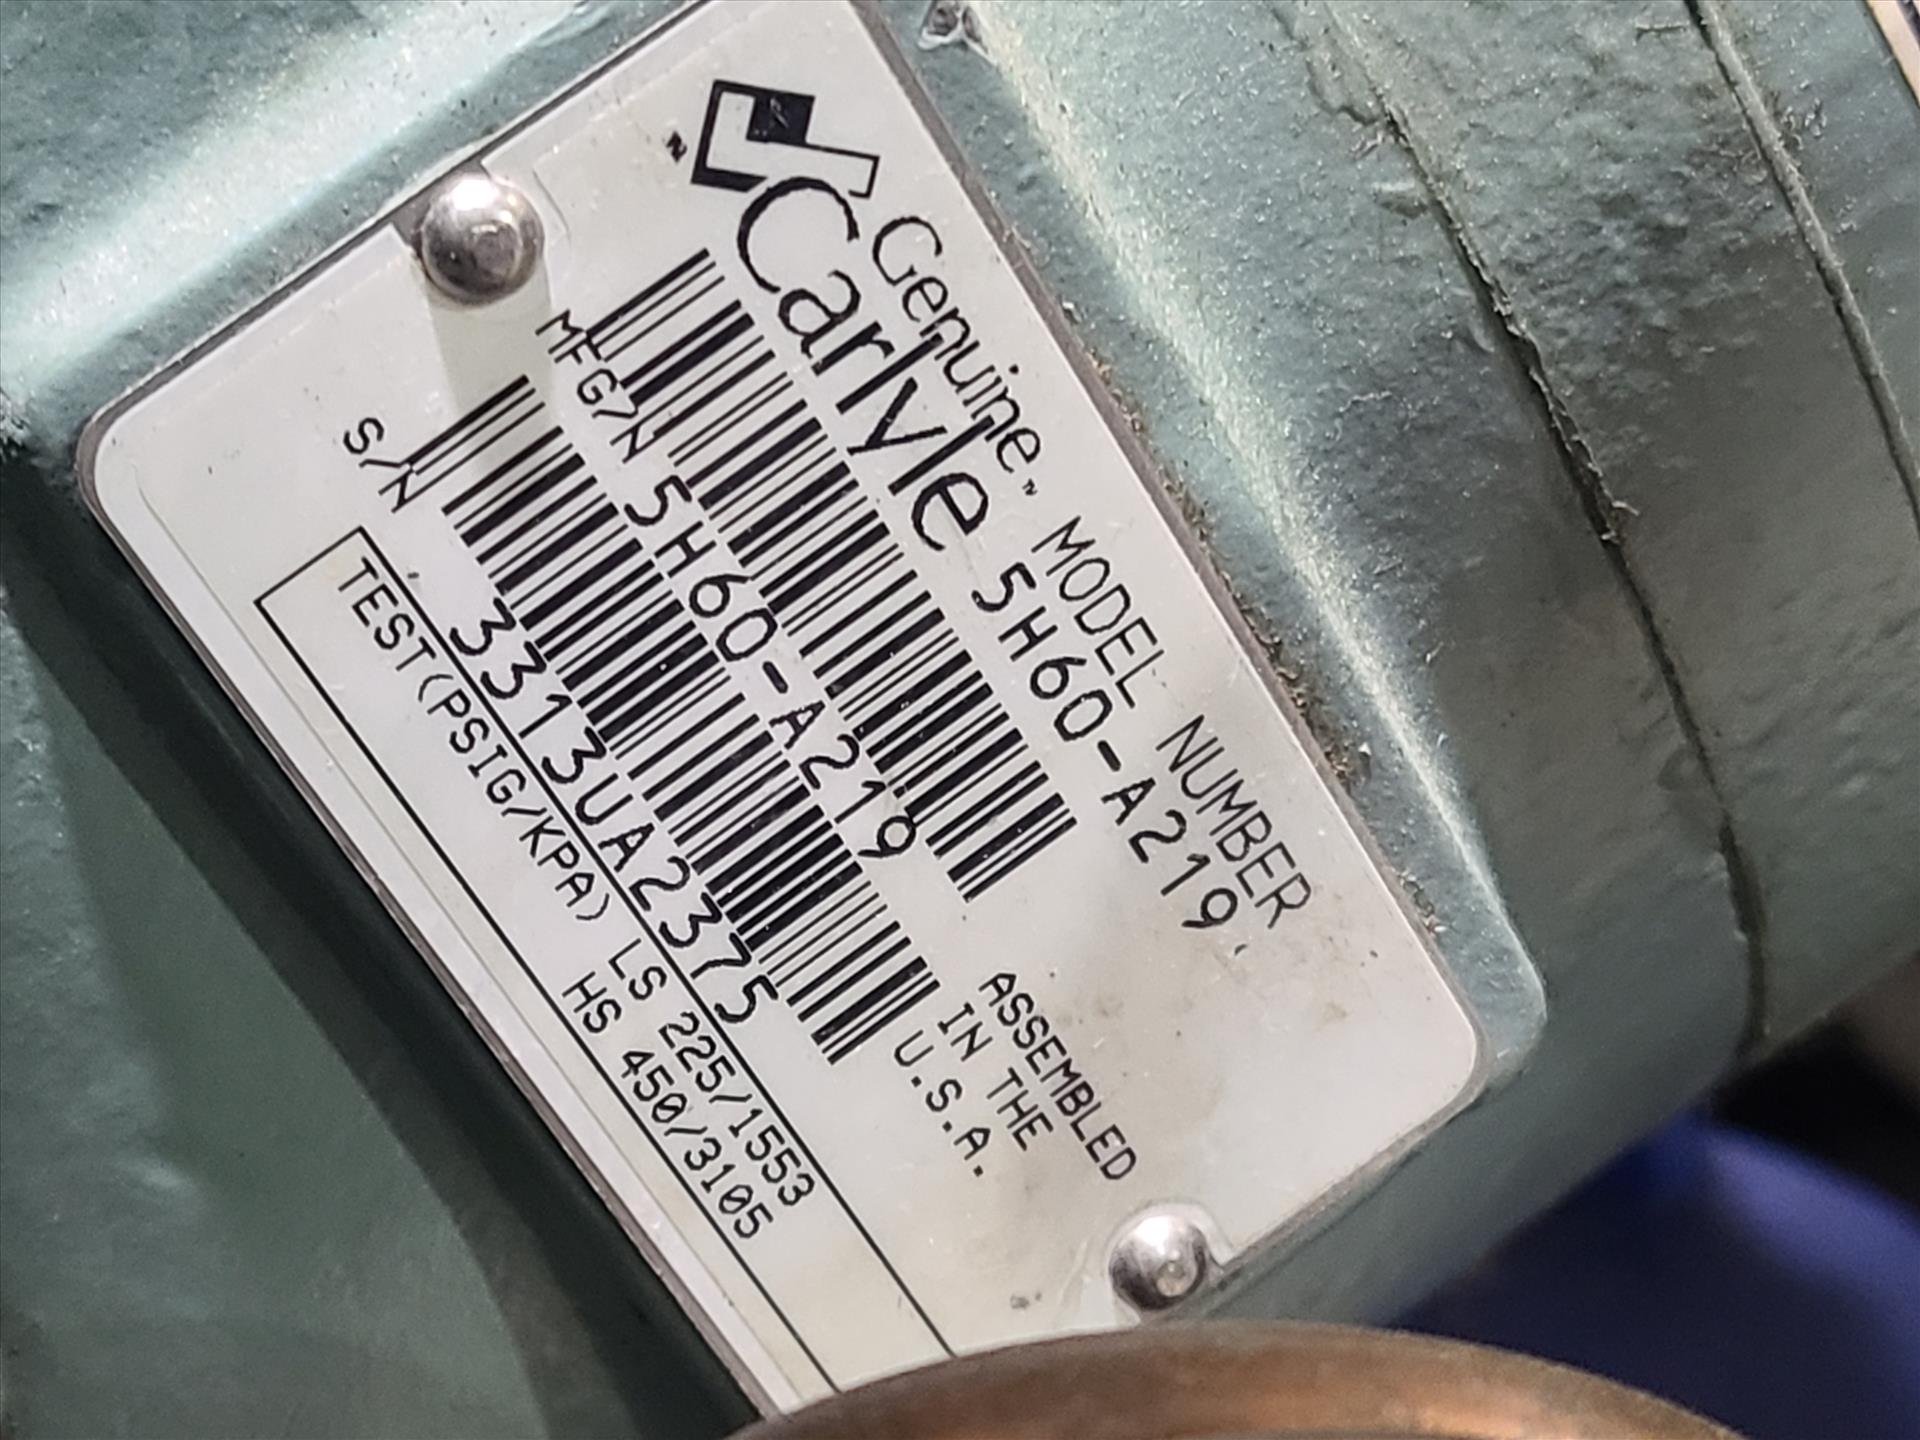 Genuine™ MODEL NUMBER
Carlyle 5H60-A219
MFG/N 5H60-A219
ASSEMBLED
IN THE
U.S.A.
S/N 3313UA2375
TEST(PSIG/KPA) LS 225/1553
HS 450/3105